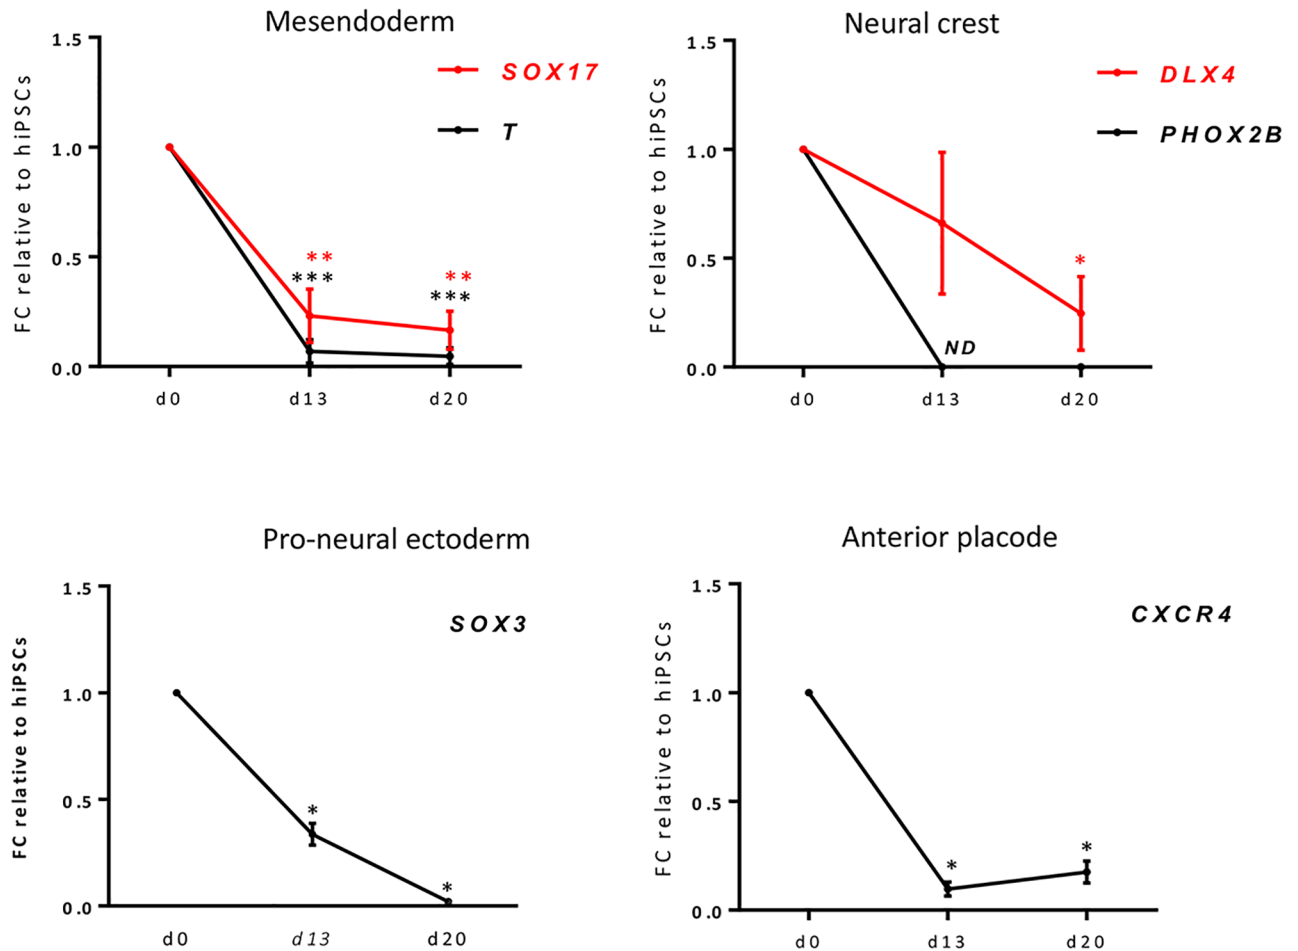 Mesendoderm
1.5
1.0
0.5
0.0
FC relative to hiPSCs
SOX17
T
**
***
**
***
d0 d13 d20
Neural crest
1.5
1.0
0.5
0.0
FC relative to hiPSCs
DLX4
PHOX2B
*
ND
d0 d13 d20
Pro-neural ectoderm
1.5
1.0
0.5
0.0
FC relative to hiPSCs
SOX3
*
*
d0 d13 d20
Anterior placode
1.5
1.0
0.5
0.0
FC relative to hiPSCs
CXCR4
*
*
d0 d13 d20